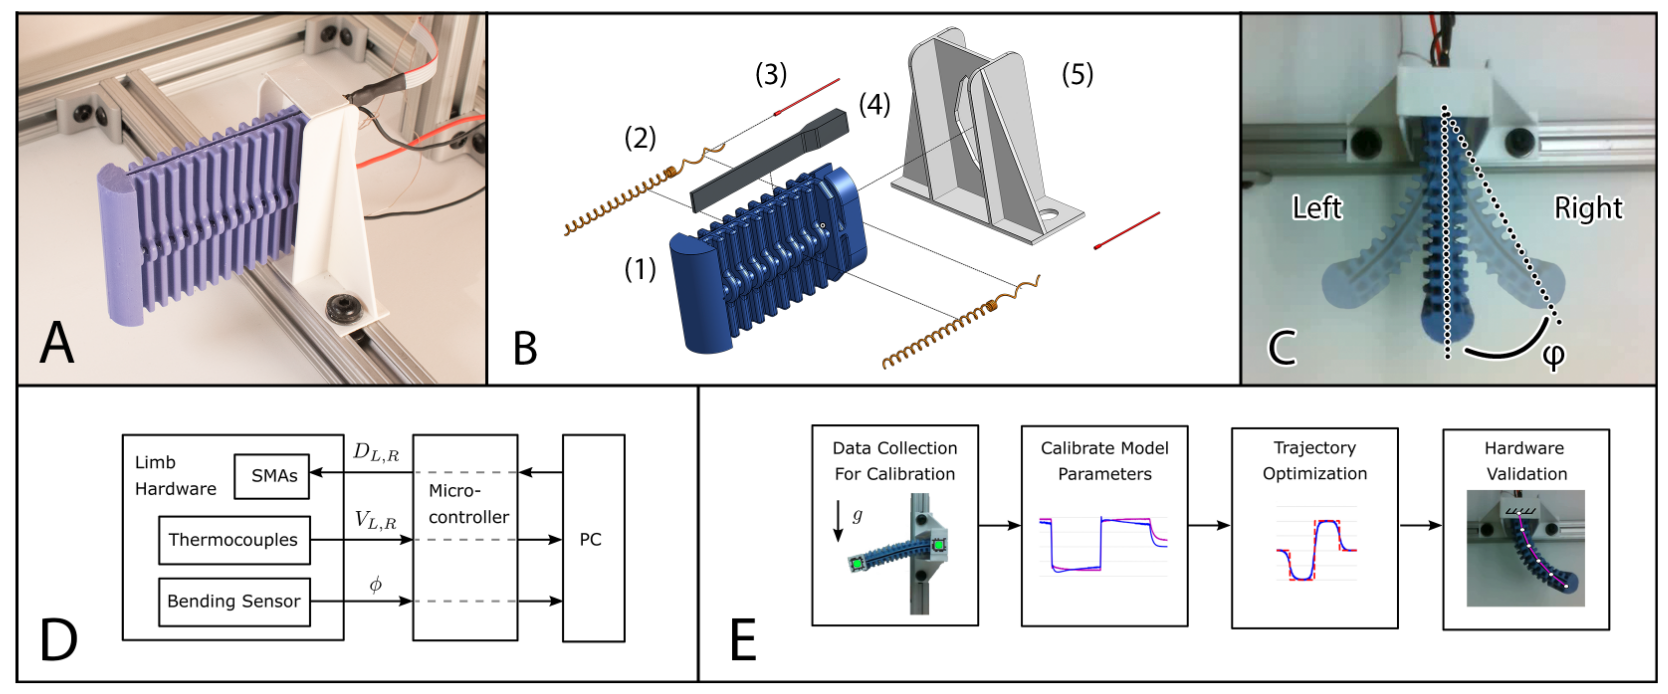 A
B
(1)
(2)
(3)
(4)
(5)
C
Left
Right
φ
D
Limb
Hardware
SMAs
Thermocouples
Bending Sensor
D_{L,R}
V_{L,R}
ϕ
Micro-
controller
PC
E
Data Collection
For Calibration
g
Calibrate Model
Parameters
Trajectory
Optimization
Hardware
Validation